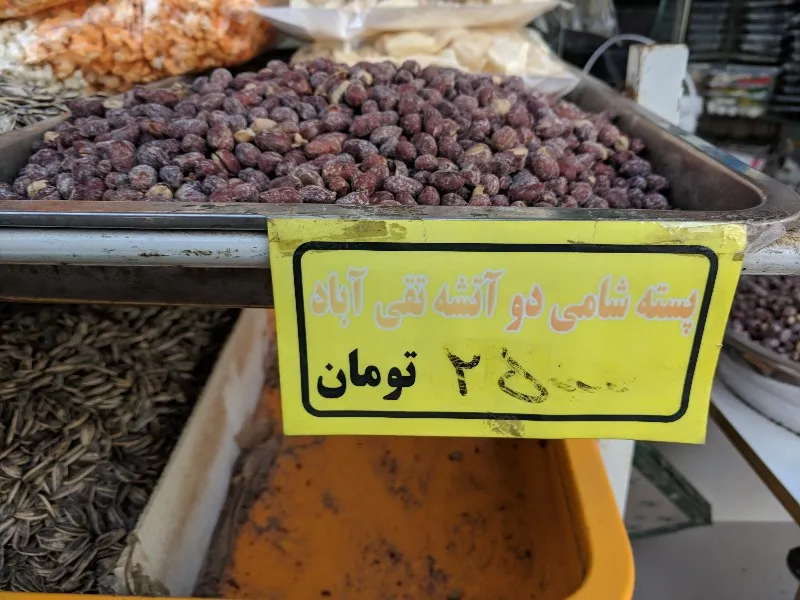 پسته شامی دو آتشه تقی آباد
۲۵۰۰۰ تومان